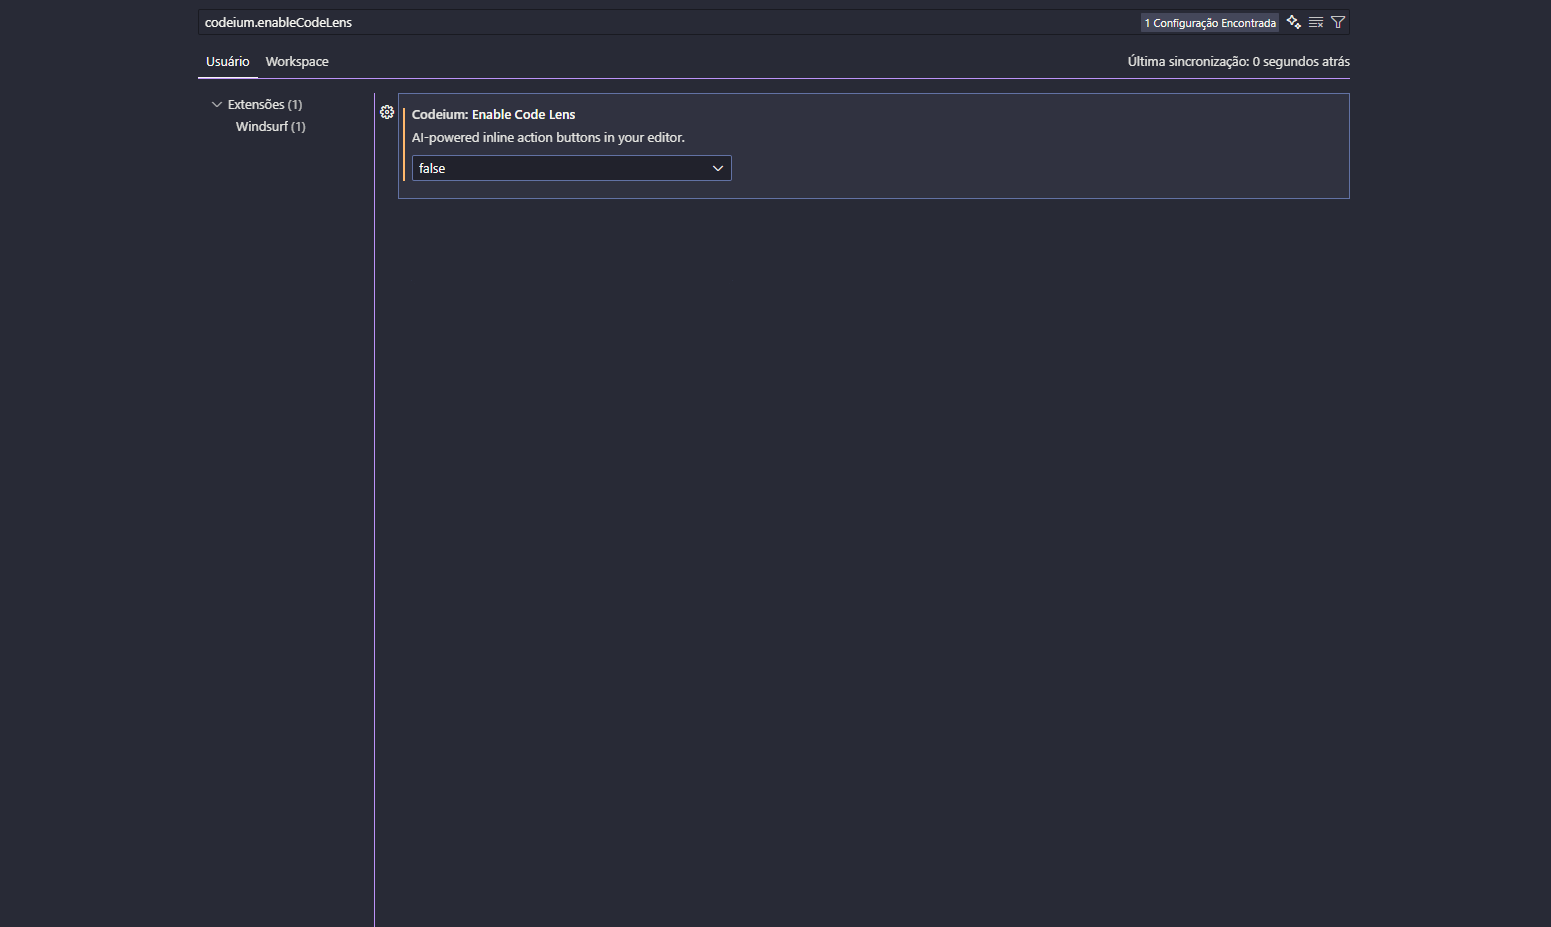 codeium.enableCodeLens
1 Configuração Encontrada
Usuário
Workspace
Última sincronização: 0 segundos atrás
Extensões (1)
Windsurf (1)
Codeium: Enable Code Lens
AI-powered inline action buttons in your editor.
false